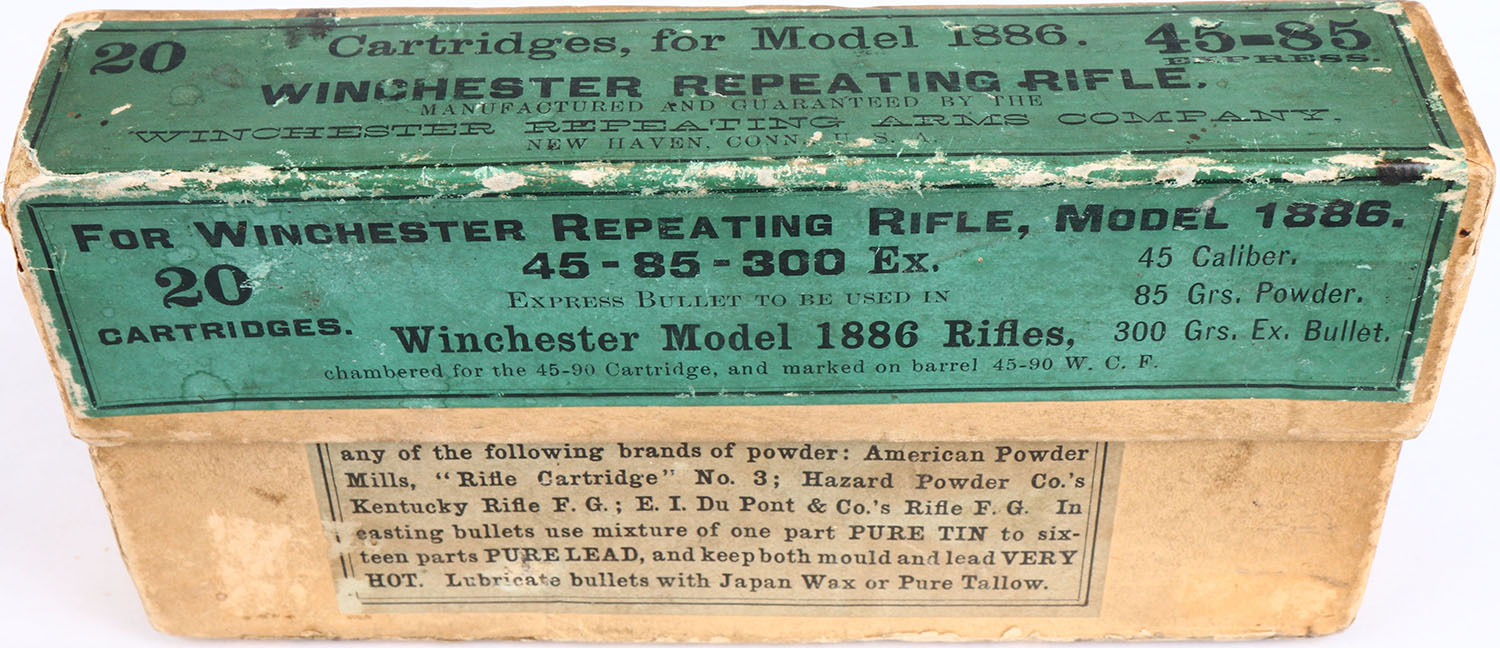 20
Cartridges, for Model 1886.
45-85
EXPRESS.
WINCHESTER REPEATING RIFLE,
MANUFACTURED AND GUARANTEED BY THE
WINCHESTER REPEATING ARMS COMPANY,
NEW HAVEN, CONN., U. S. A.
FOR WINCHESTER REPEATING RIFLE, MODEL 1886.
20
CARTRIDGES.
45-85-300 Ex.
EXPRESS BULLET TO BE USED IN
Winchester Model 1886 Rifles,
chambered for the 45-90 Cartridge, and marked on barrel 45-90 W. C. F.
45 Caliber.
85 Grs. Powder.
300 Grs. Ex. Bullet.
any of the following brands of powder: American Powder
Mills, “Rifle Cartridge” No. 3; Hazard Powder Co.'s
Kentucky Rifle F. G.; E. I. Du Pont & Co.'s Rifle F. G. In
casting bullets use mixture of one part PURE TIN to six-
teen parts PURE LEAD, and keep both mould and lead VERY
HOT. Lubricate bullets with Japan Wax or Pure Tallow.